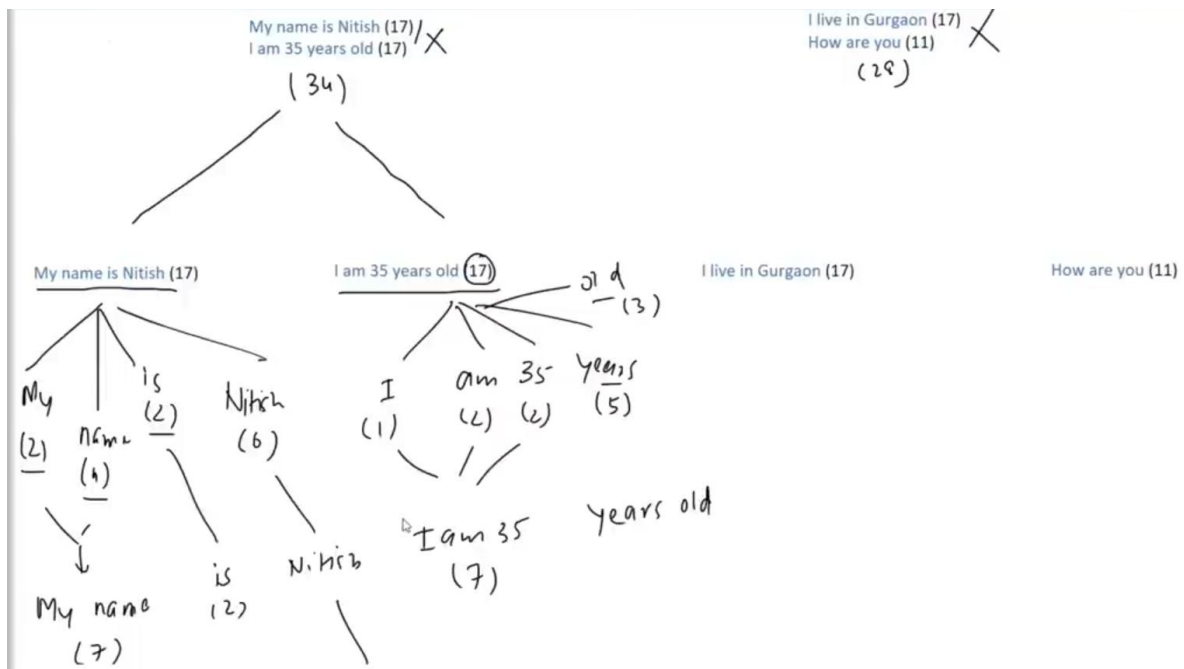 My name is Nitish (17)
I am 35 years old (17)
(34)
I live in Gurgaon (17)
How are you (11)
(28)
My name is Nitish (17)
I am 35 years old (17)
I live in Gurgaon (17)
How are you (11)
old
(3)
My
(2)
name
(4)
is
(2)
Nitish
(6)
I
(1)
am
(2)
35
(2)
years
(5)
My name
(7)
is
(2)
Nitish
I am 35
(7)
years old